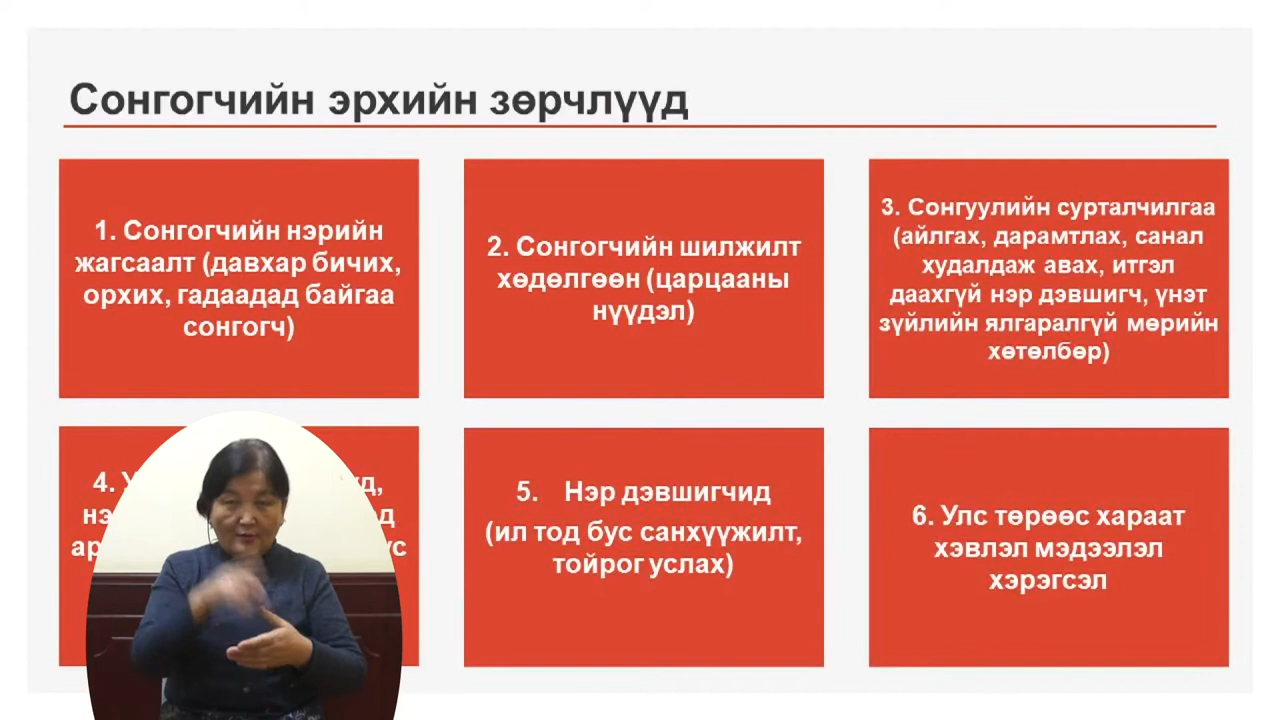 Сонгогчийн эрхийн зөрчлүүд
1. Сонгогчийн нэрийн
жагсаалт (давхар бичих,
орхих, гадаадад байгаа
сонгогч)
2. Сонгогчийн шилжилт
хөдөлгөөн (царцааны
нүүдэл)
3. Сонгуулийн сурталчилгаа
(айлгах, дарамтлах, санал
худалдаж авах, итгэл
даахгүй нэр дэвшигч, үнэт
зүйлийн ялгаралгүй мөрийн
хөтөлбөр)
4.
5. Нэр дэвшигчид
(ил тод бус санхүүжилт,
тойрог услах)
6. Улс төрөөс хараат
хэвлэл мэдээлэл
хэрэгсэл